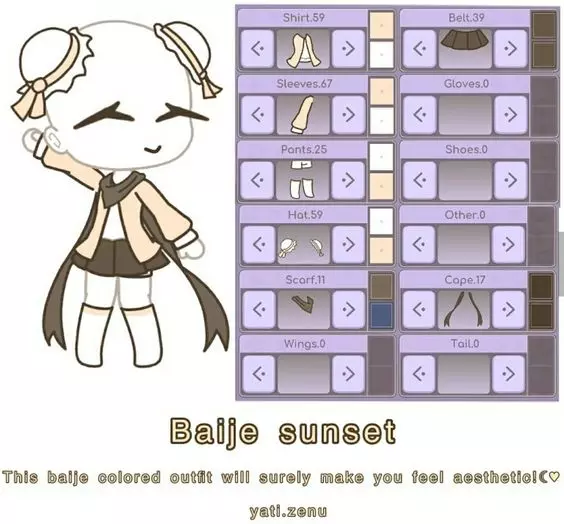 Shirt.59
Belt.39
Sleeves.67
Gloves.0
Pants.25
Shoes.0
Hat.59
Other.0
Scarf.11
Cape.17
Wings.0
Tail.0
Baije sunset
This baije colored outfit will surely make you feel aesthetic!☾♡
yati.zenu